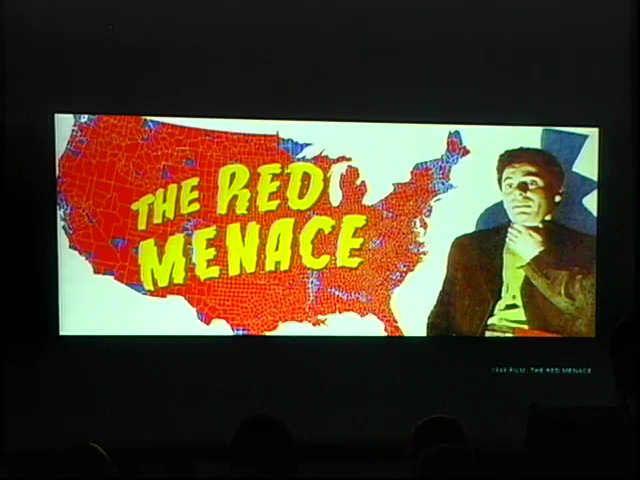 THE RED
MENACE
1949 FILM, THE RED MENACE